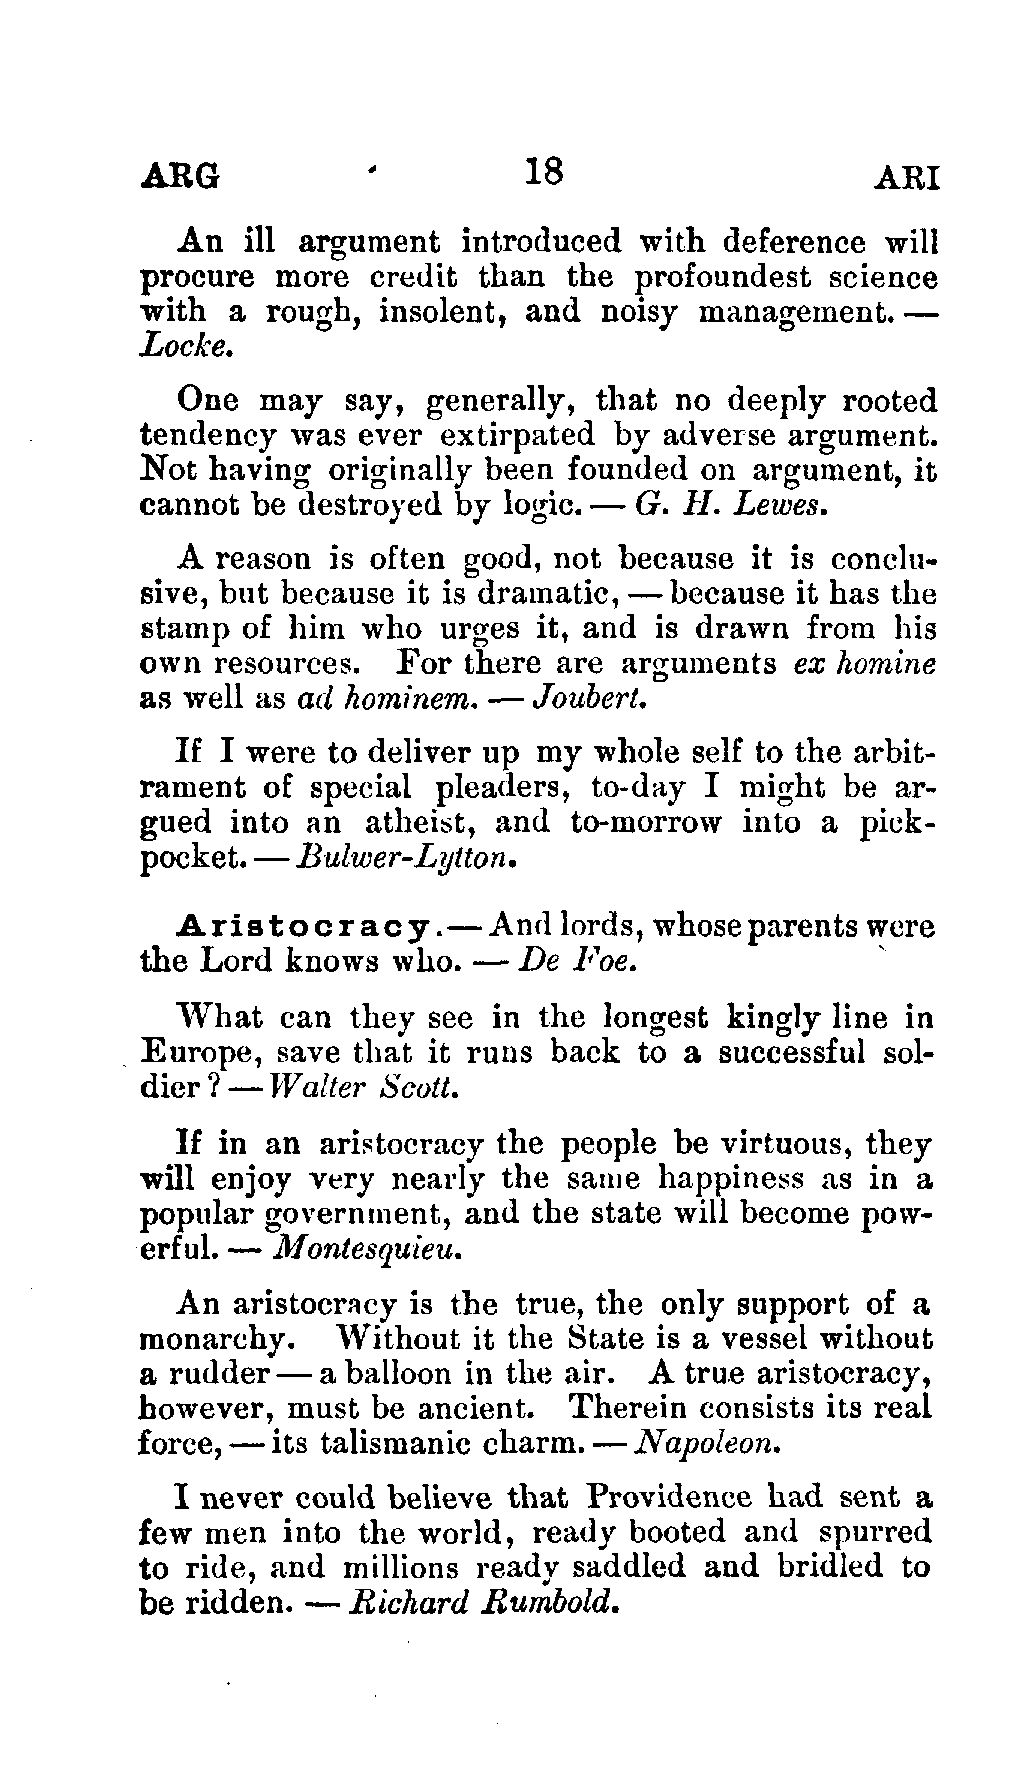 ARG 18 ARI
An ill argument introduced with deference will
procure more credit than the profoundest science
with a rough, insolent, and noisy management. —
Locke.
One may say, generally, that no deeply rooted
tendency was ever extirpated by adverse argument.
Not having originally been founded on argument, it
cannot be destroyed by logic. — G. H. Lewes.
A reason is often good, not because it is conclu-
sive, but because it is dramatic, — because it has the
stamp of him who urges it, and is drawn from his
own resources. For there are arguments ex homine
as well as ad hominem. — Joubert.
If I were to deliver up my whole self to the arbit-
rament of special pleaders, to-day I might be ar-
gued into an atheist, and to-morrow into a pick-
pocket. — Bulwer-Lytton.
Aristocracy. — And lords, whose parents were
the Lord knows who. — De Foe.
What can they see in the longest kingly line in
Europe, save that it runs back to a successful sol-
dier? — Walter Scott.
If in an aristocracy the people be virtuous, they
will enjoy very nearly the same happiness as in a
popular government, and the state will become pow-
erful. — Montesquieu.
An aristocracy is the true, the only support of a
monarchy. Without it the State is a vessel without
a rudder — a balloon in the air. A true aristocracy,
however, must be ancient. Therein consists its real
force, — its talismanic charm. — Napoleon.
I never could believe that Providence had sent a
few men into the world, ready booted and spurred
to ride, and millions ready saddled and bridled to
be ridden. — Richard Rumbold.